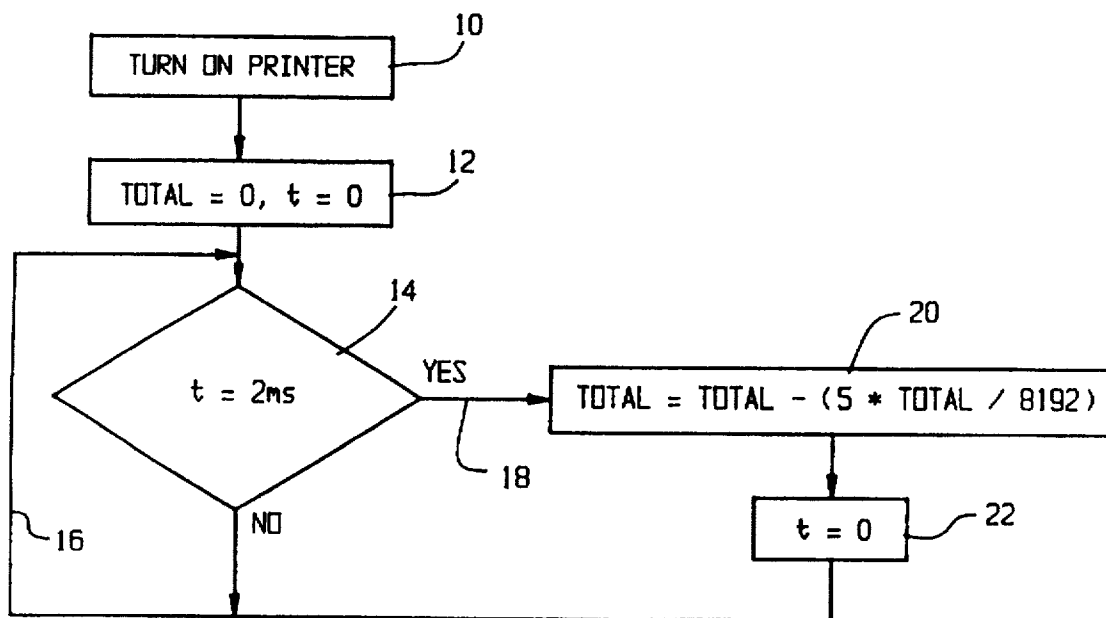 10
TURN ON PRINTER
12
TOTAL = 0, t = 0
14
t = 2ms
YES
18
20
TOTAL = TOTAL - (5 * TOTAL / 8192)
NO
16
t = 0
22